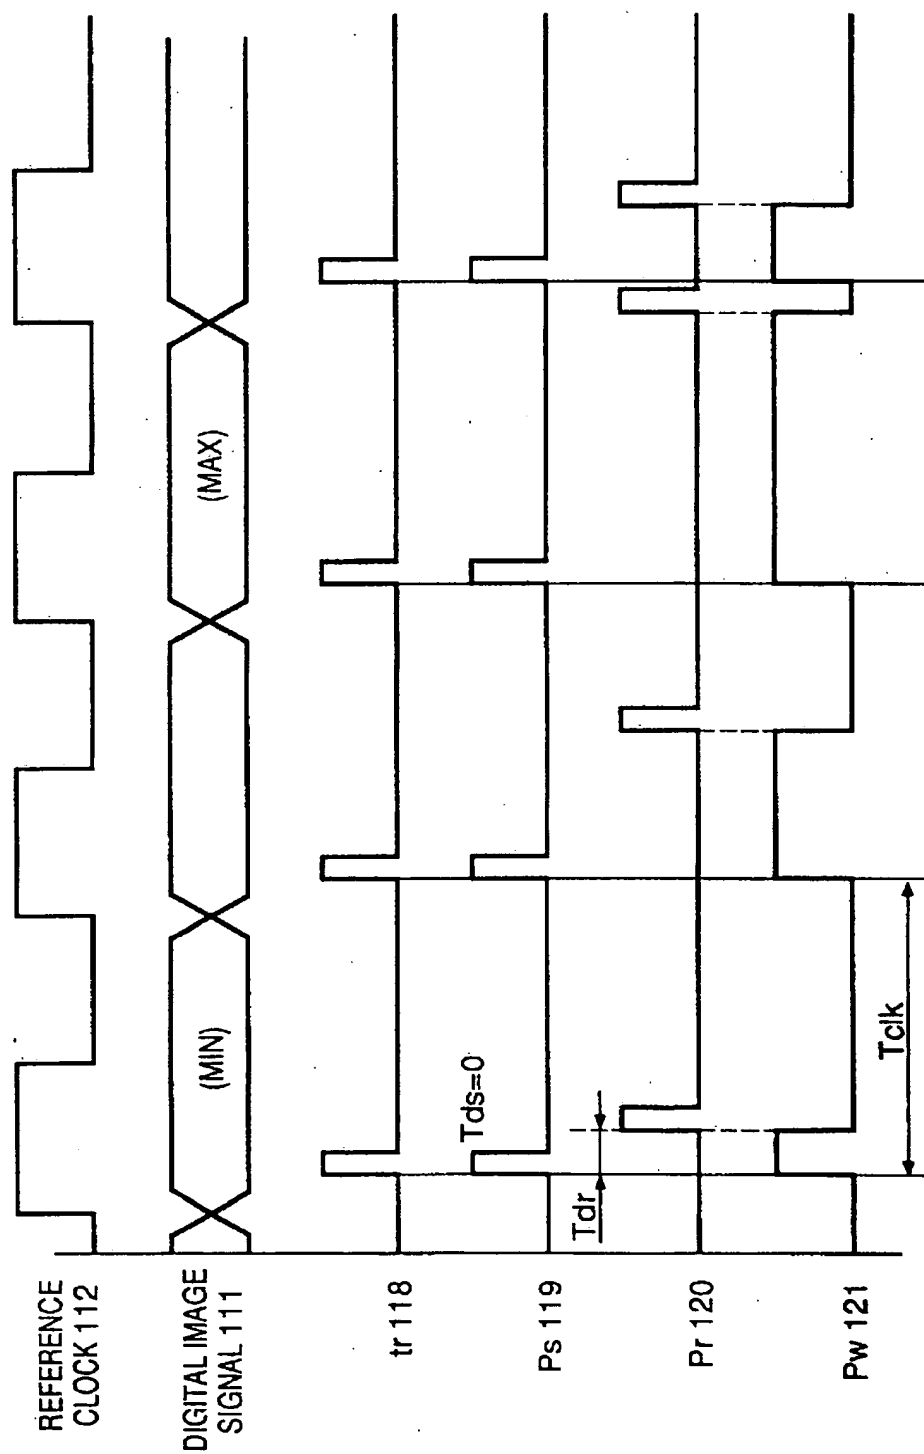 REFERENCE
CLOCK 112
DIGITAL IMAGE
SIGNAL 111
(MIN)
(MAX)
tr 118
Ps 119
Tds=0
Pr 120
Tdr
Pw 121
Tclk